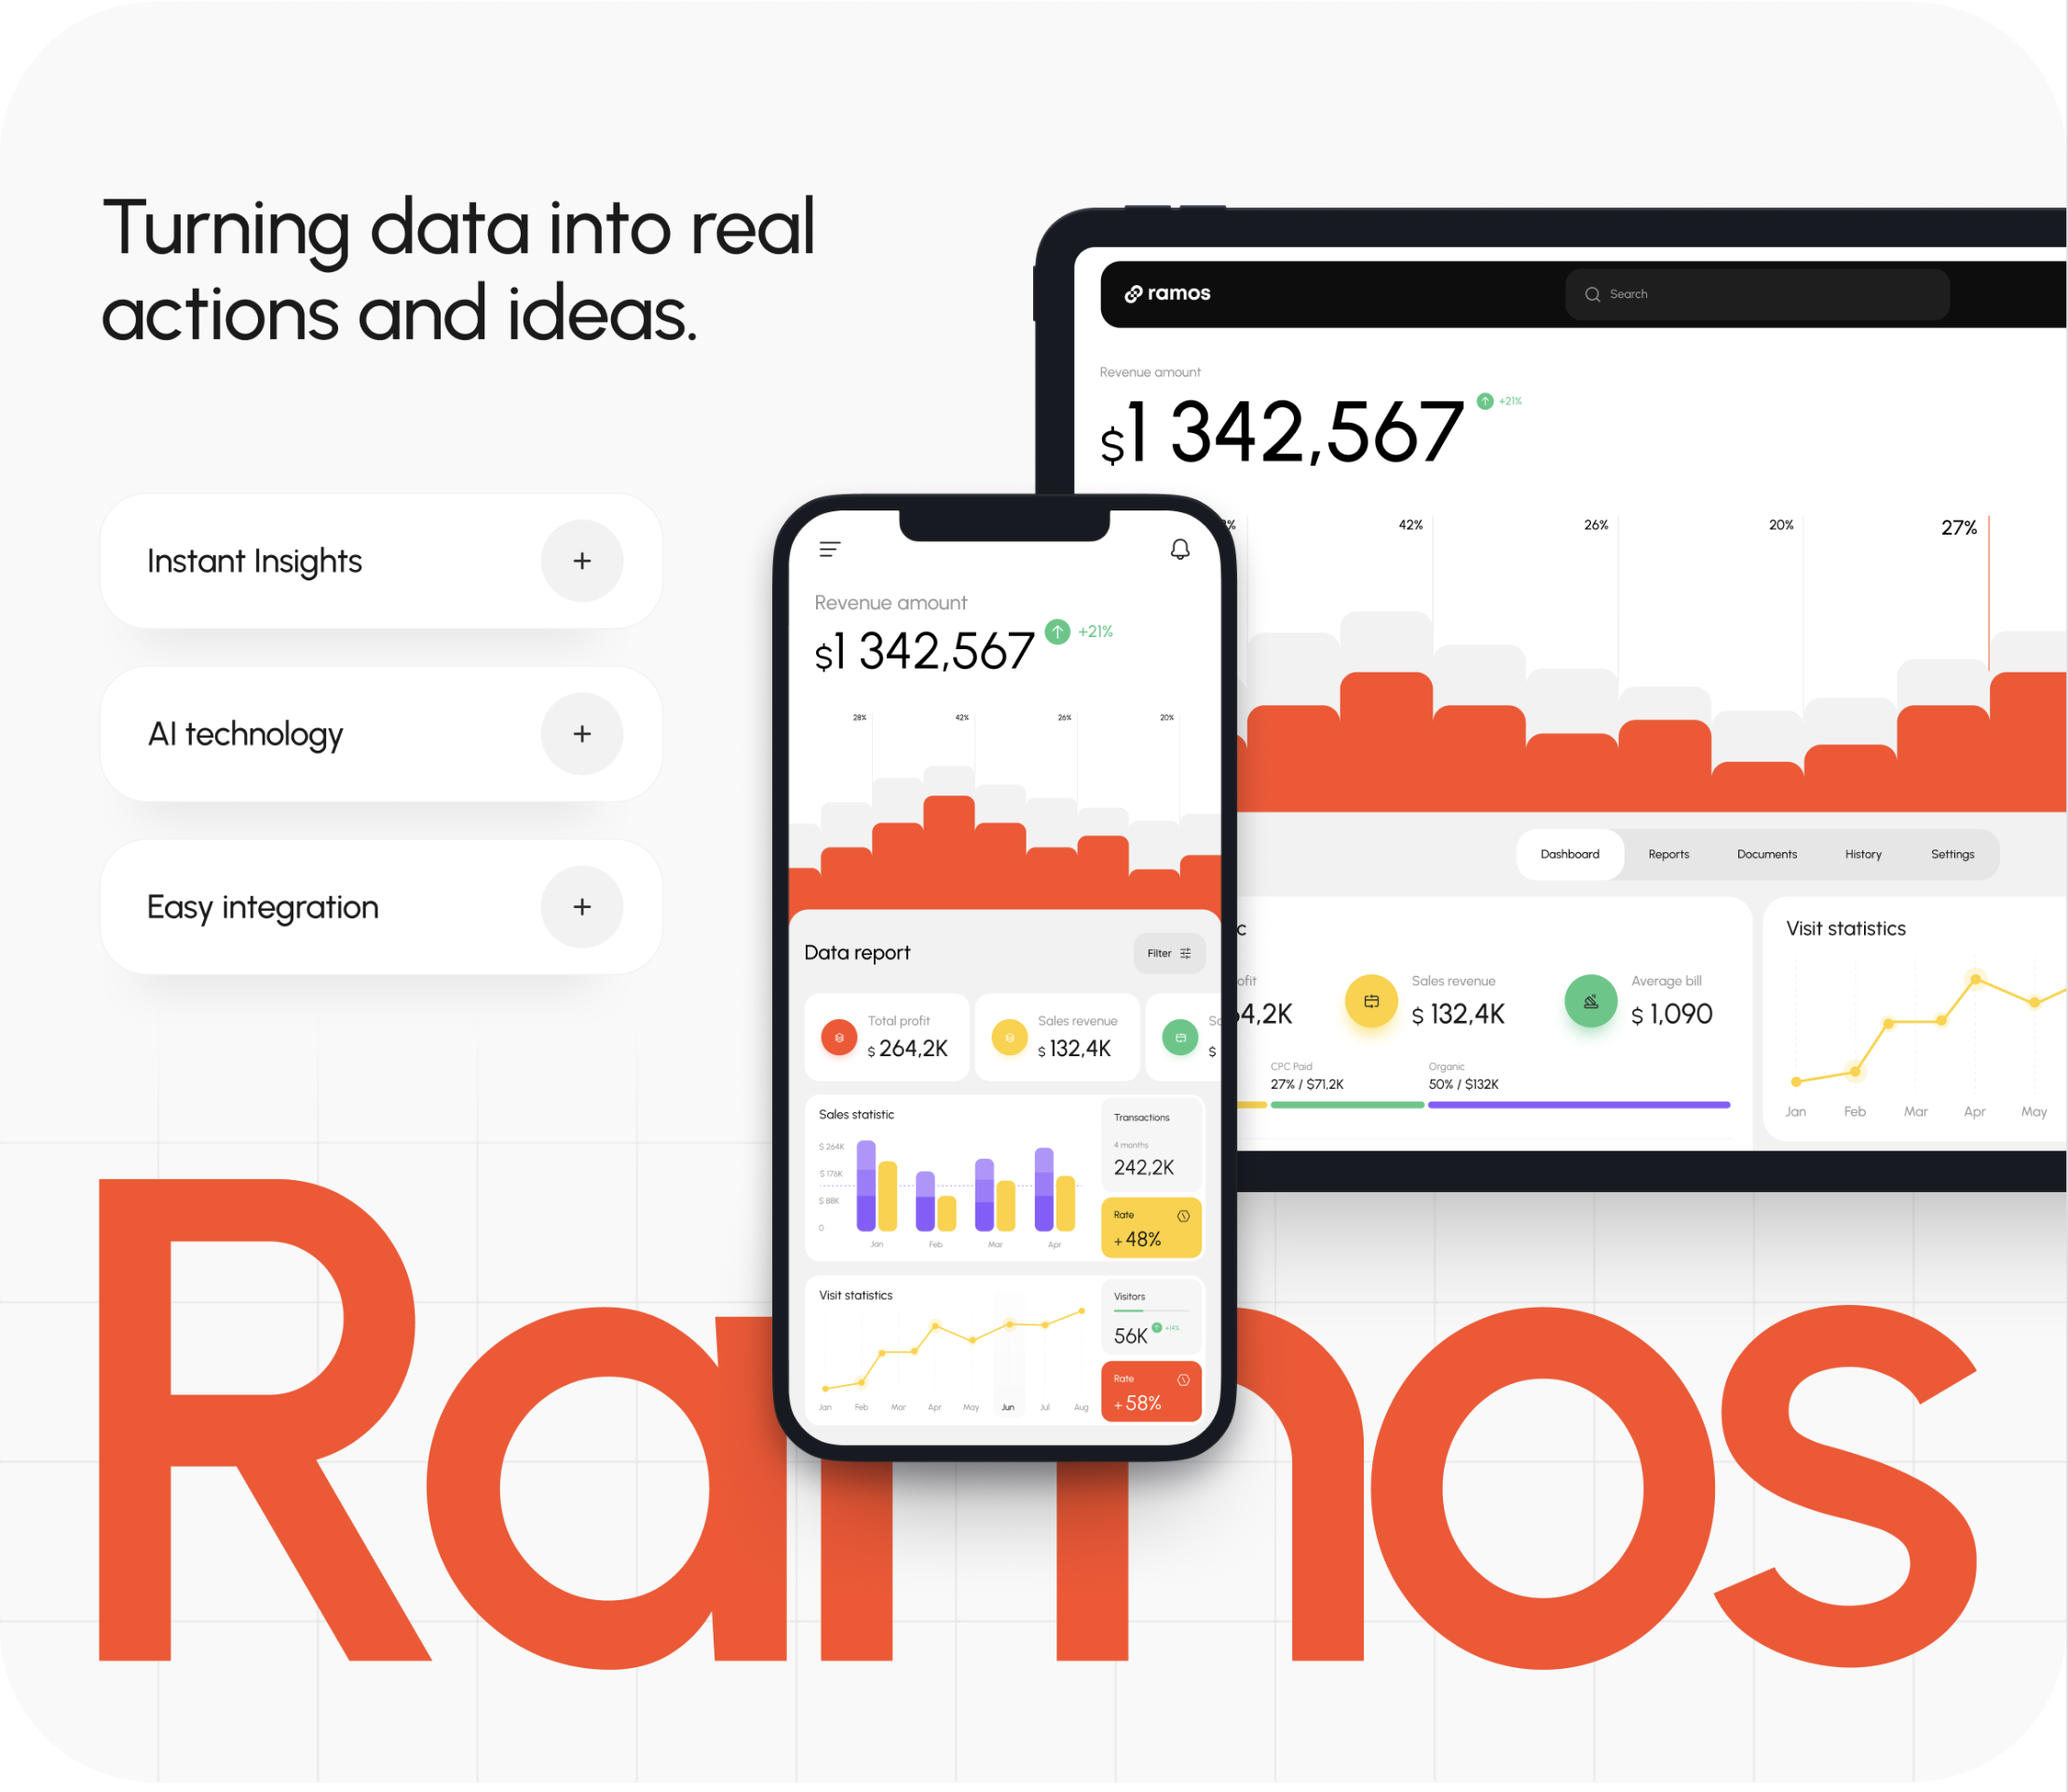 Turning data into real
actions and ideas.
Instant Insights
+
AI technology
+
Easy integration
+
ramos
Search
Revenue amount
$1 342,567
+21%
42%
26%
20%
27%
Dashboard
Reports
Documents
History
Settings
Sales revenue
$ 132,4K
Average bill
$ 1,090
CPC Paid
27% / $71,2K
Organic
50% / $132K
Visit statistics
Jan
Feb
Mar
Apr
May
Revenue amount
$1 342,567
+21%
28%
42%
26%
20%
Data report
Filter
Total profit
$ 264,2K
Sales revenue
$ 132,4K
$
Sales statistic
$ 264K
$ 176K
$ 88K
0
Jan
Feb
Mar
Apr
Transactions
4 months
242,2K
Rate
+ 48%
Visit statistics
Jan
Feb
Mar
Apr
May
Jun
Jul
Aug
Visitors
56K
+14%
Rate
+ 58%
Ramos